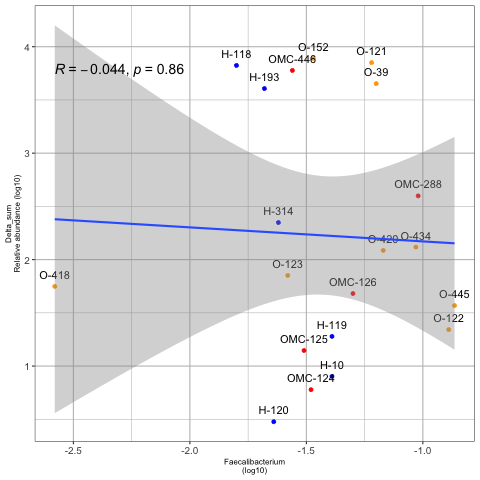 4
3
2
1
Delta_sum
Relative abundance (log10)
R = −0.044, p = 0.86
H-118
O-152
OMC-446
O-121
H-193
O-39
OMC-288
H-314
O-420
O-434
O-123
O-418
OMC-126
O-445
O-122
H-119
OMC-125
H-10
OMC-124
H-120
-2.5
-2.0
-1.5
-1.0
Faecalibacterium
(log10)